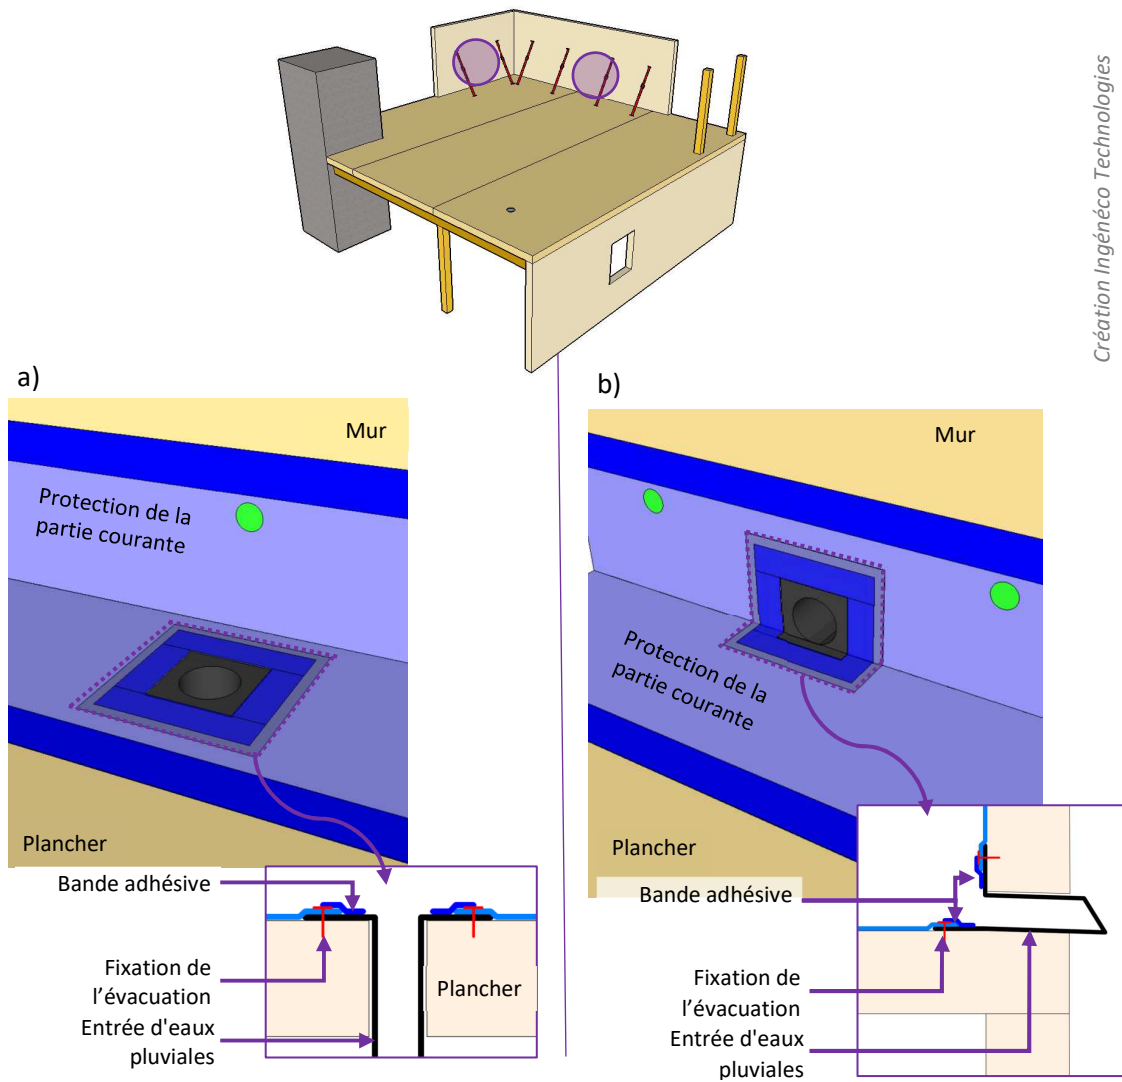 Création Ingénéco Technologies
a)
Mur
Protection de la
partie courante
Plancher
Bande adhésive
Fixation de
l’évacuation
Entrée d'eaux
pluviales
Plancher
b)
Mur
Protection de la
partie courante
Plancher
Bande adhésive
Fixation de
l’évacuation
Entrée d'eaux
pluviales